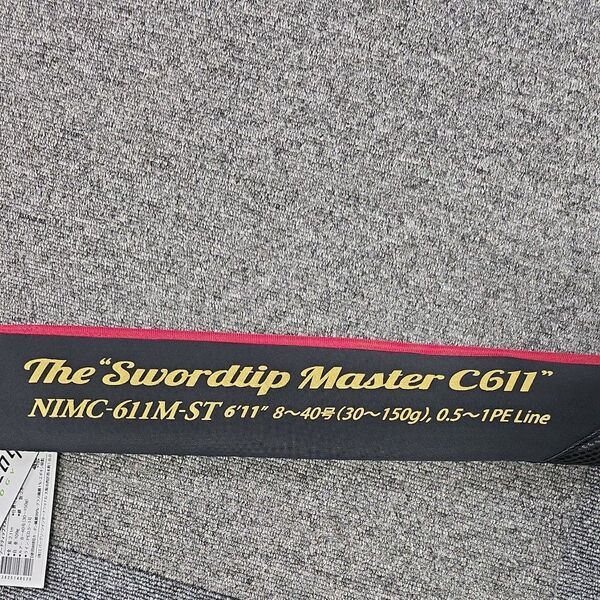 The "Swordtip Master C611"
NIMC-611M-ST 6'11" 8～40号(30～150g), 0.5～1PE Line